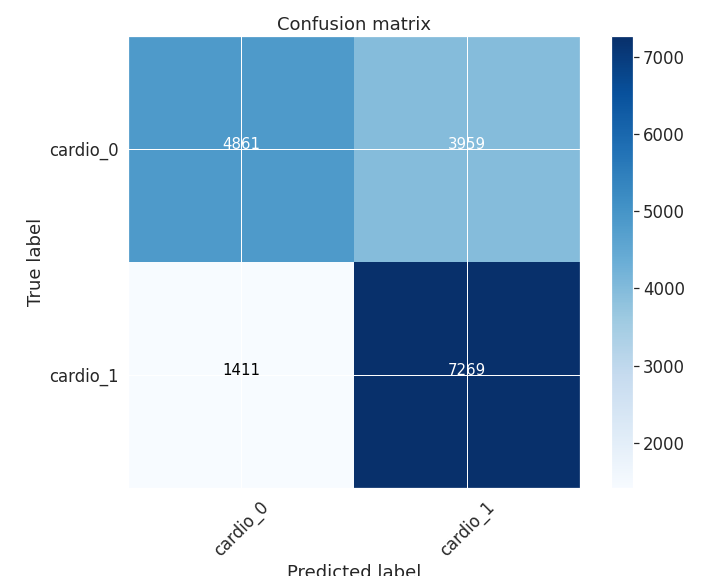 Confusion matrix
cardio_0
4861
3959
cardio_1
1411
7269
cardio_0
cardio_1
True label
Predicted label
7000
6000
5000
4000
3000
2000